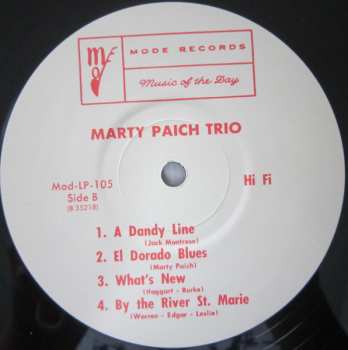 MODE RECORDS
Music of the Day
MARTY PAICH TRIO
Mod-LP-105
Side B
(B 35218)
Hi Fi
1. A Dandy Line
(Jack Montrose)
2. El Dorado Blues
(Marty Paich)
3. What's New
(Haggart - Burke)
4. By the River St. Marie
(Warren - Edgar - Leslie)